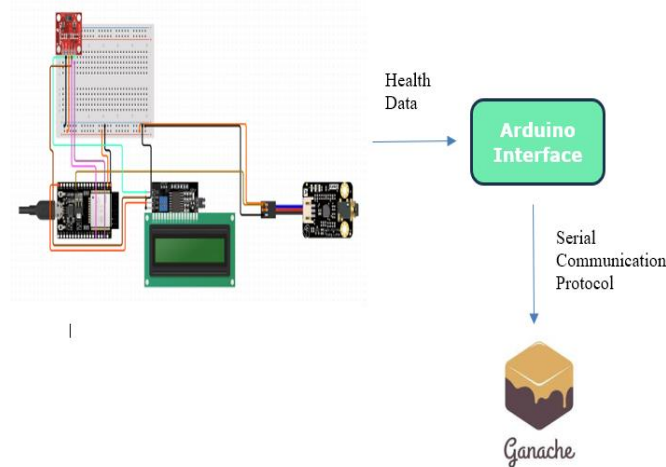 Health
Data
Arduino
Interface
Serial
Communication
Protocol
Ganache